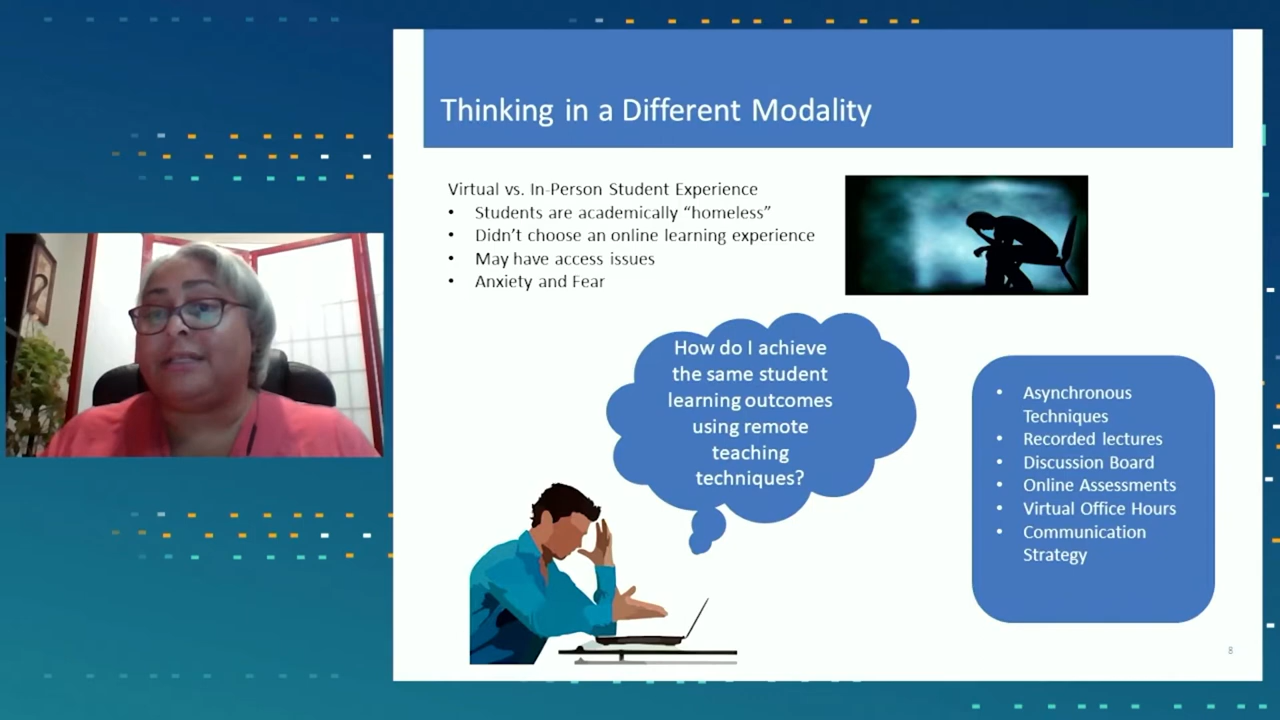 Thinking in a Different Modality
Virtual vs. In-Person Student Experience
• Students are academically “homeless”
• Didn’t choose an online learning experience
• May have access issues
• Anxiety and Fear
How do I achieve
the same student
learning outcomes
using remote
teaching
techniques?
• Asynchronous
Techniques
• Recorded lectures
• Discussion Board
• Online Assessments
• Virtual Office Hours
• Communication
Strategy
8